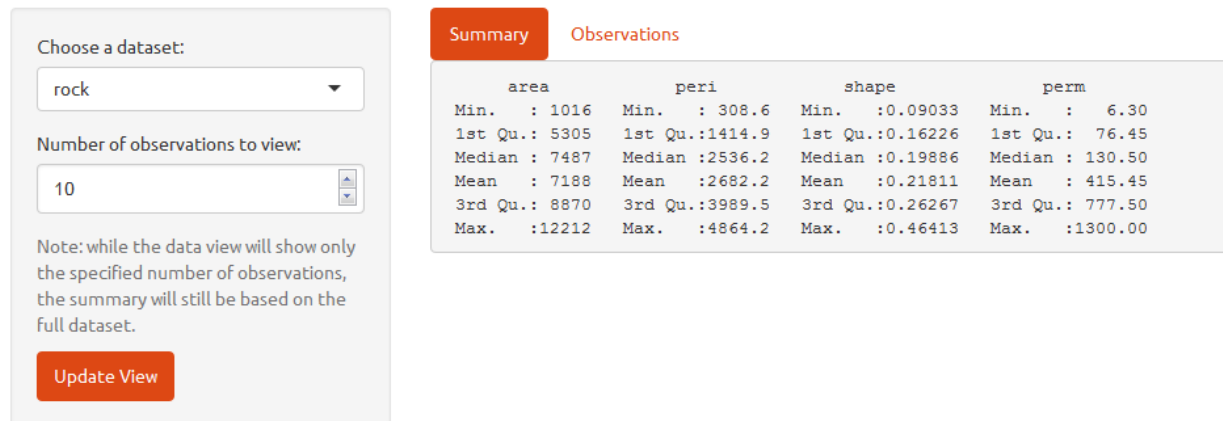 Choose a dataset:
rock
Number of observations to view:
10
Note: while the data view will show only
the specified number of observations,
the summary will still be based on the
full dataset.
Update View
Summary Observations
area peri shape perm
Min. : 1016 Min. : 308.6 Min. :0.09033 Min. : 6.30
1st Qu.: 5305 1st Qu.:1414.9 1st Qu.:0.16226 1st Qu.: 76.45
Median : 7487 Median :2536.2 Median :0.19886 Median : 130.50
Mean : 7188 Mean :2682.2 Mean :0.21811 Mean : 415.45
3rd Qu.: 8870 3rd Qu.:3989.5 3rd Qu.:0.26267 3rd Qu.: 777.50
Max. :12212 Max. :4864.2 Max. :0.46413 Max. :1300.00